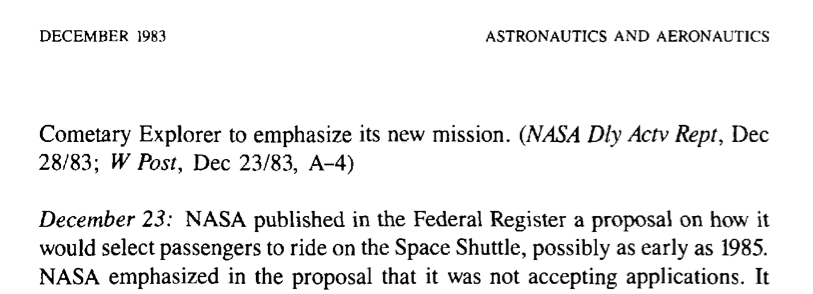 DECEMBER 1983 ASTRONAUTICS AND AERONAUTICS
Cometary Explorer to emphasize its new mission. (NASA Dly Actv Rept, Dec
28/83; W Post, Dec 23/83, A–4)
December 23: NASA published in the Federal Register a proposal on how it
would select passengers to ride on the Space Shuttle, possibly as early as 1985.
NASA emphasized in the proposal that it was not accepting applications. It